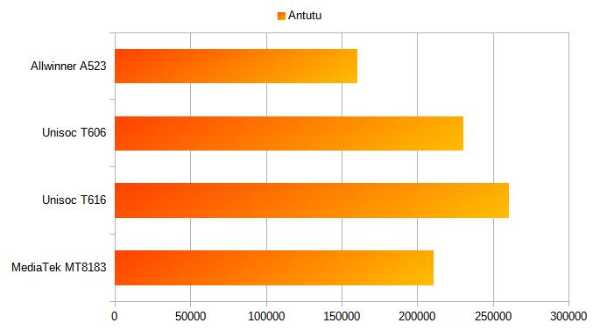 Antutu
Allwinner A523
Unisoc T606
Unisoc T616
MediaTek MT8183
0 50000 100000 150000 200000 250000 300000